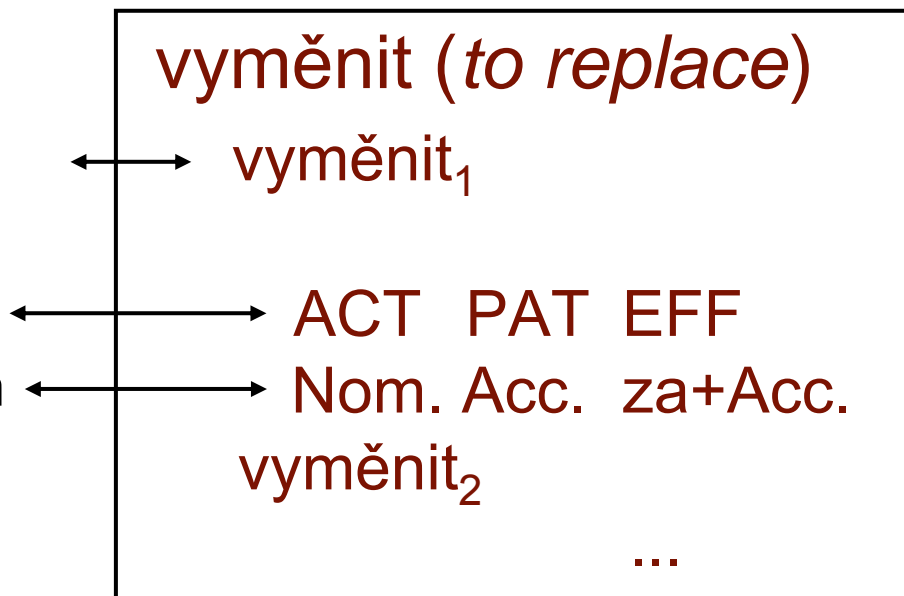 vyměnit (to replace)
vyměnit₁
ACT PAT EFF
Nom. Acc. za+Acc.
vyměnit₂
...